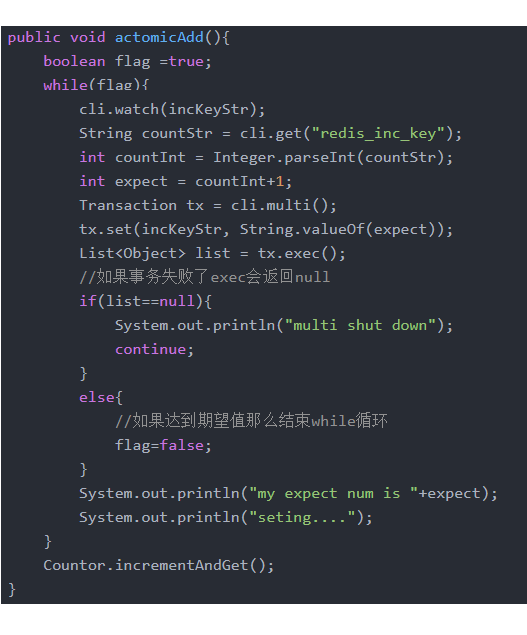 public void actomicAdd(){
    boolean flag =true;
    while(flag){
        cli.watch(incKeyStr);
        String countStr = cli.get("redis_inc_key");
        int countInt = Integer.parseInt(countStr);
        int expect = countInt+1;
        Transaction tx = cli.multi();
        tx.set(incKeyStr, String.valueOf(expect));
        List<Object> list = tx.exec();
        //如果事务失败了exec会返回null
        if(list==null){
            System.out.println("multi shut down");
            continue;
        }
        else{
            //如果达到期望值那么结束while循环
            flag=false;
        }
        System.out.println("my expect num is "+expect);
        System.out.println("seting....");
    }
    Countor.incrementAndGet();
}